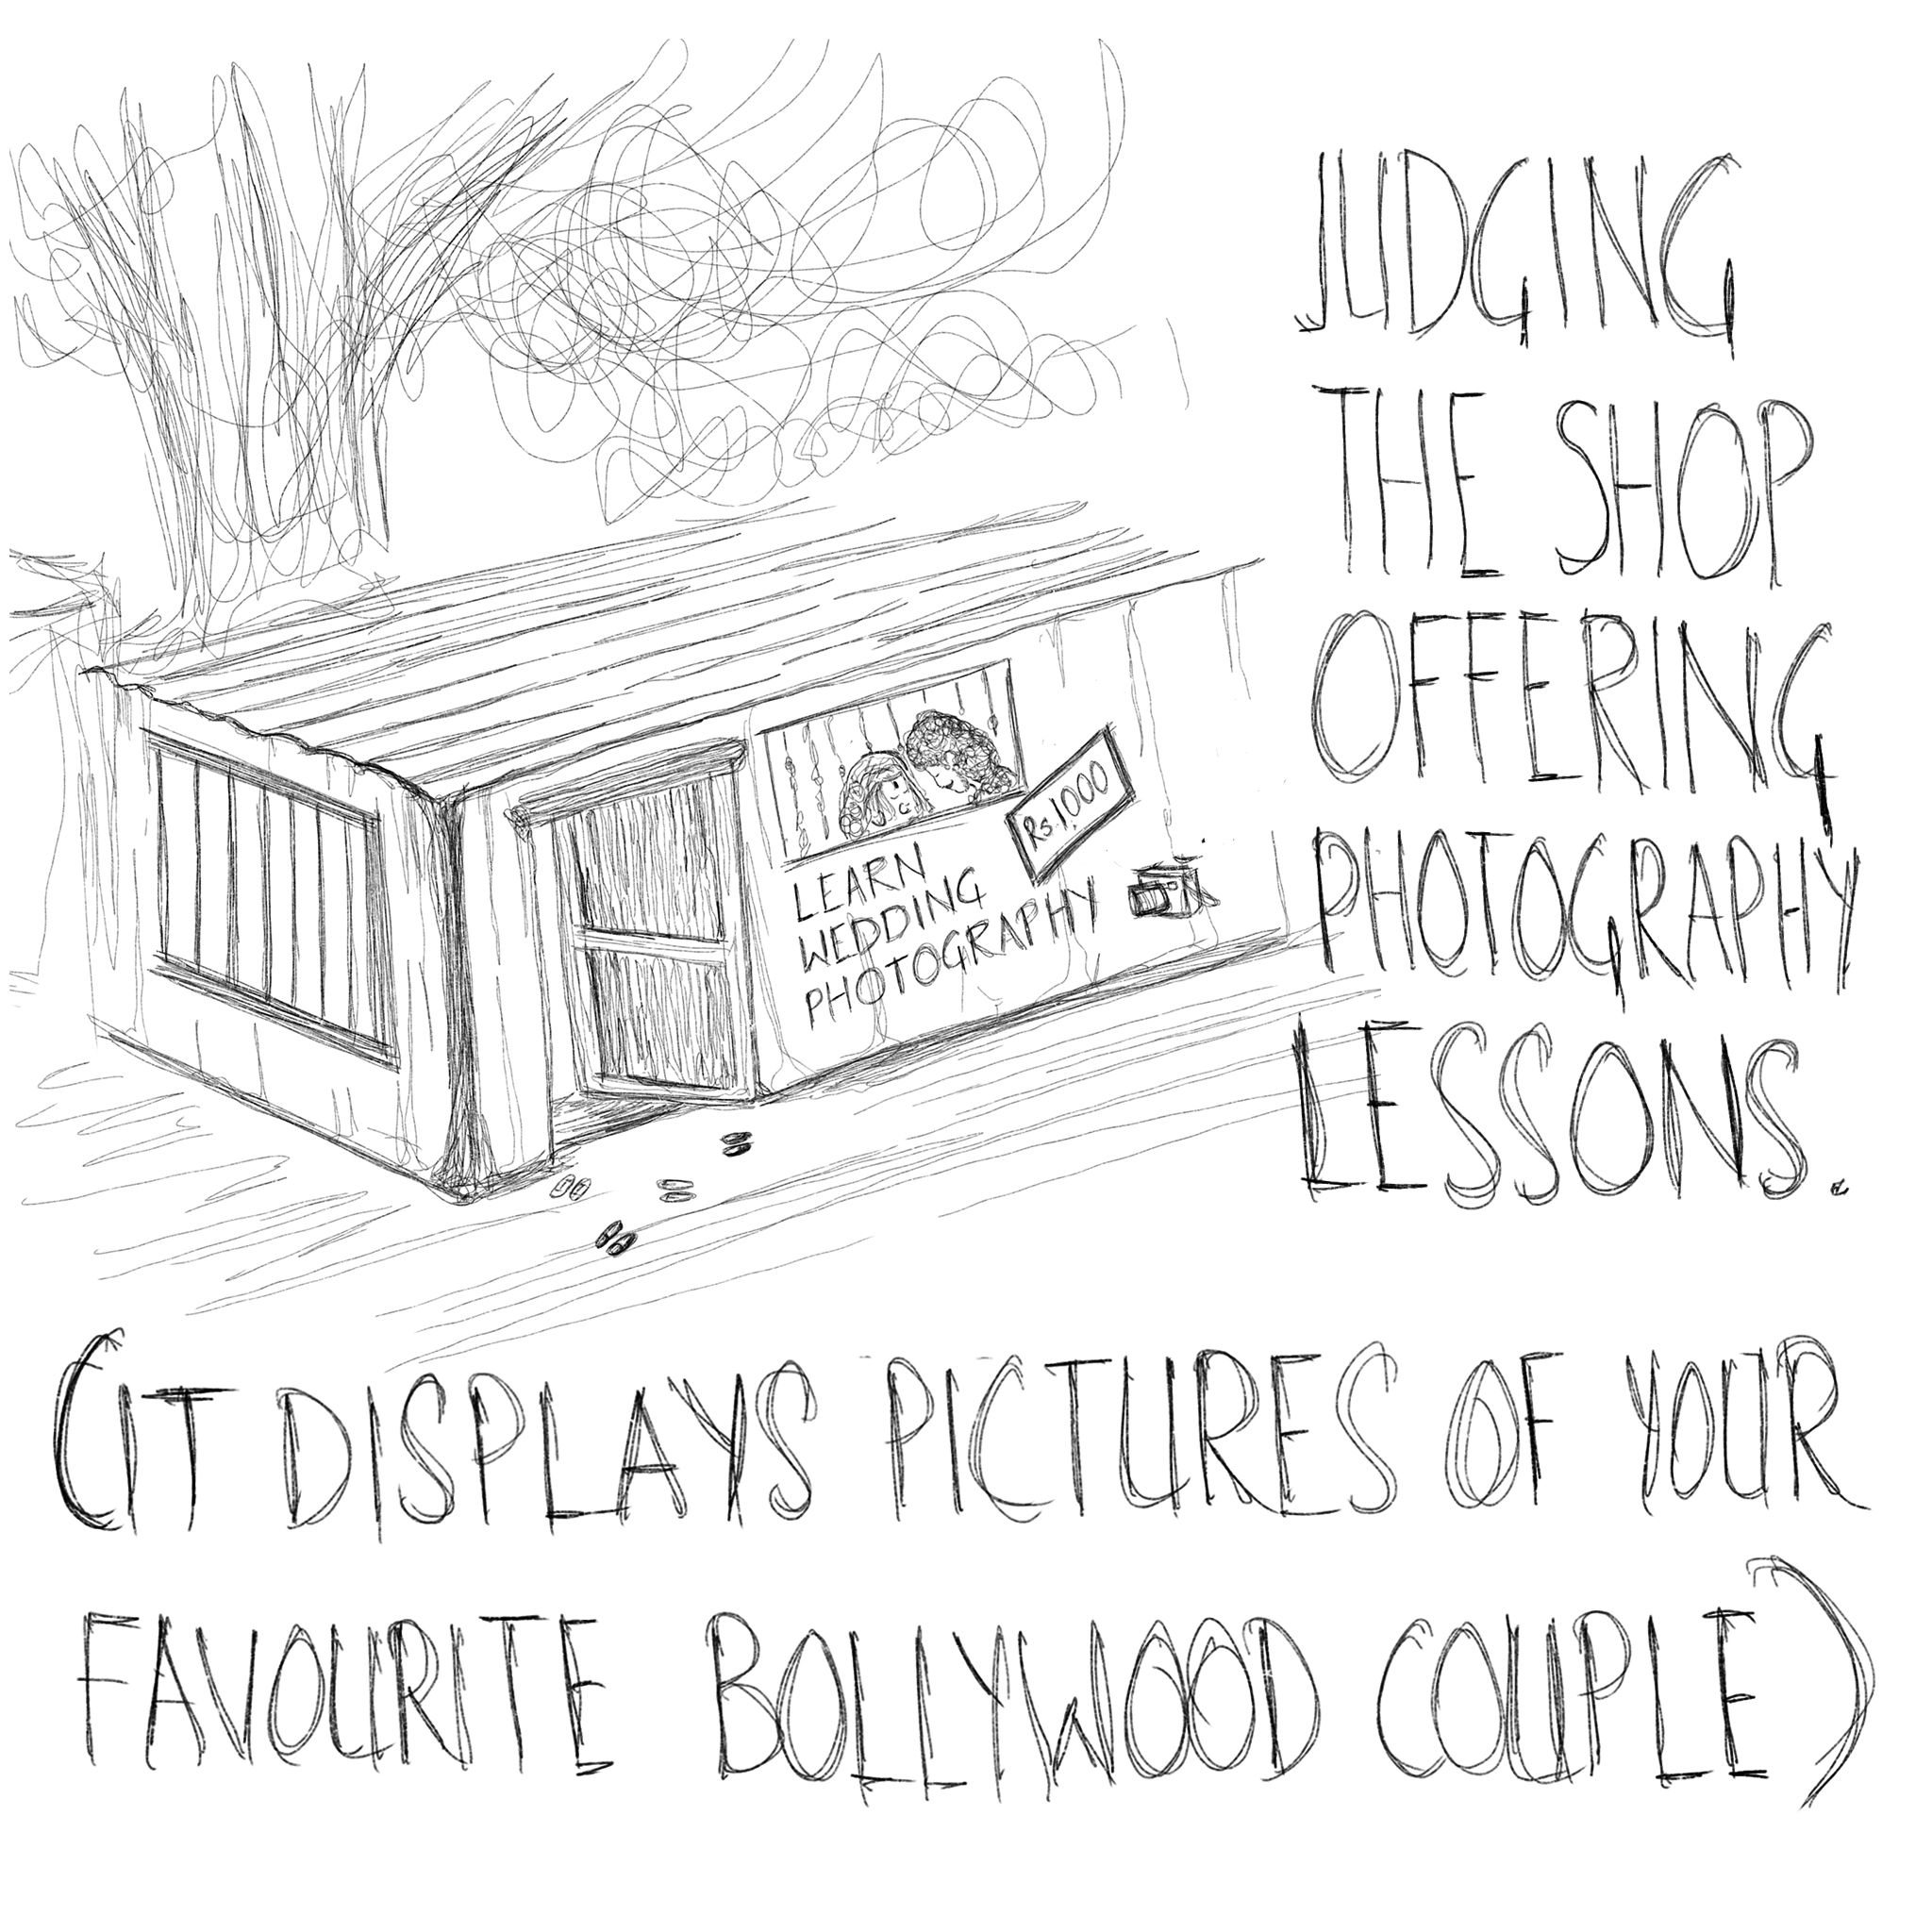 JUDGING
THE SHOP
OFFERING
PHOTOGRAPHY
LESSONS.
Rs.1,000
LEARN
WEDDING
PHOTOGRAPHY
(IT DISPLAYS PICTURES OF YOUR
FAVOURITE BOLLYWOOD COUPLE)